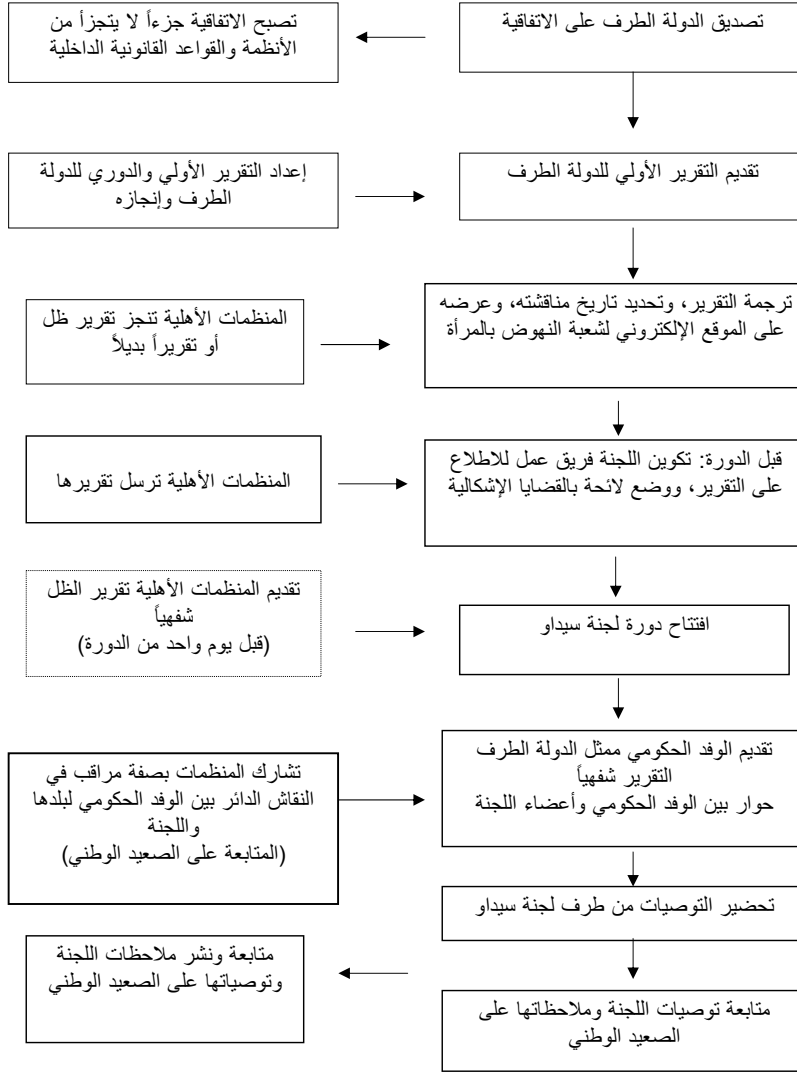 تصديق الدولة الطرف على الاتفاقية
تصبح الاتفاقية جزءاً لا يتجزأ من
الأنظمة والقواعد القانونية الداخلية
تقديم التقرير الأولي للدولة الطرف
إعداد التقرير الأولي والدوري للدولة
الطرف وإنجازه
ترجمة التقرير، وتحديد تاريخ مناقشته، وعرضه
على الموقع الإلكتروني لشعبة النهوض بالمرأة
المنظمات الأهلية تنجز تقرير ظل
أو تقريراً بديلاً
قبل الدورة: تكوين اللجنة فريق عمل للاطلاع
على التقرير، ووضع لائحة بالقضايا الإشكالية
المنظمات الأهلية ترسل تقريرها
افتتاح دورة لجنة سيداو
تقديم المنظمات الأهلية تقرير الظل
شفهياً
(قبل يوم واحد من الدورة)
تقديم الوفد الحكومي ممثل الدولة الطرف
التقرير شفهياً
حوار بين الوفد الحكومي وأعضاء اللجنة
تشارك المنظمات بصفة مراقب في
النقاش الدائر بين الوفد الحكومي لبلدها
واللجنة
(المتابعة على الصعيد الوطني)
تحضير التوصيات من طرف لجنة سيداو
متابعة ونشر ملاحظات اللجنة
وتوصياتها على الصعيد الوطني
متابعة توصيات اللجنة وملاحظاتها على
الصعيد الوطني